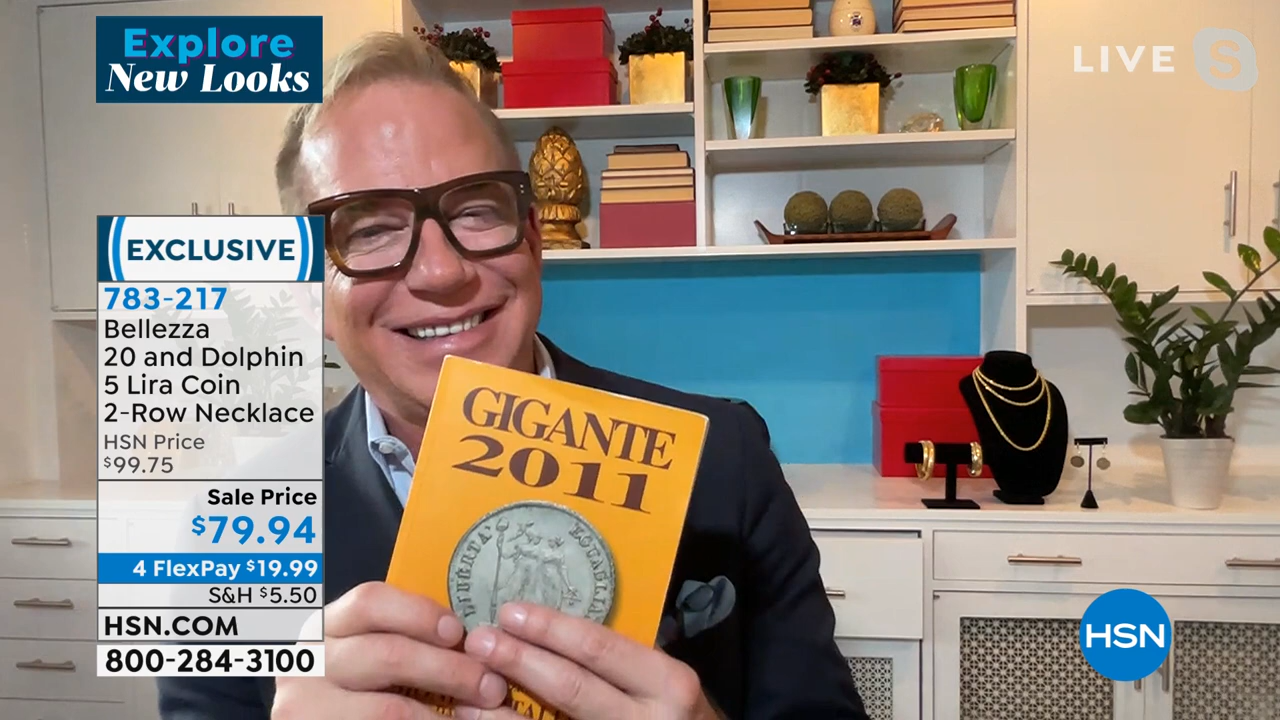 Explore
New Looks
LIVE S
EXCLUSIVE
783-217
Bellezza
20 and Dolphin
5 Lira Coin
2-Row Necklace
HSN Price
$99.75
Sale Price
$79.94
4 FlexPay $19.99
S&H $5.50
HSN.COM
800-284-3100
GIGANTE
2011
LIBERTA' EGUAGLIA
HSN